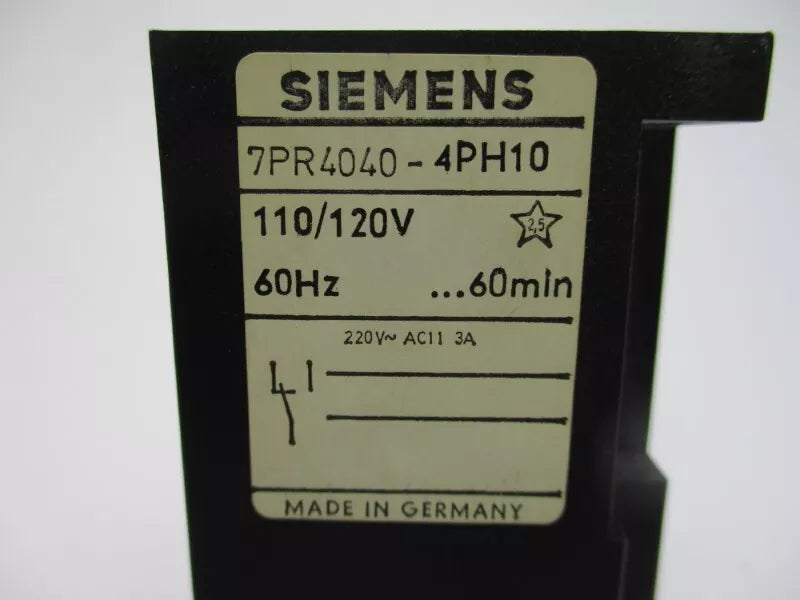 SIEMENS
7PR4040-4PH10
110/120V 2,5
60Hz ...60min
220V~ AC11 3A
MADE IN GERMANY